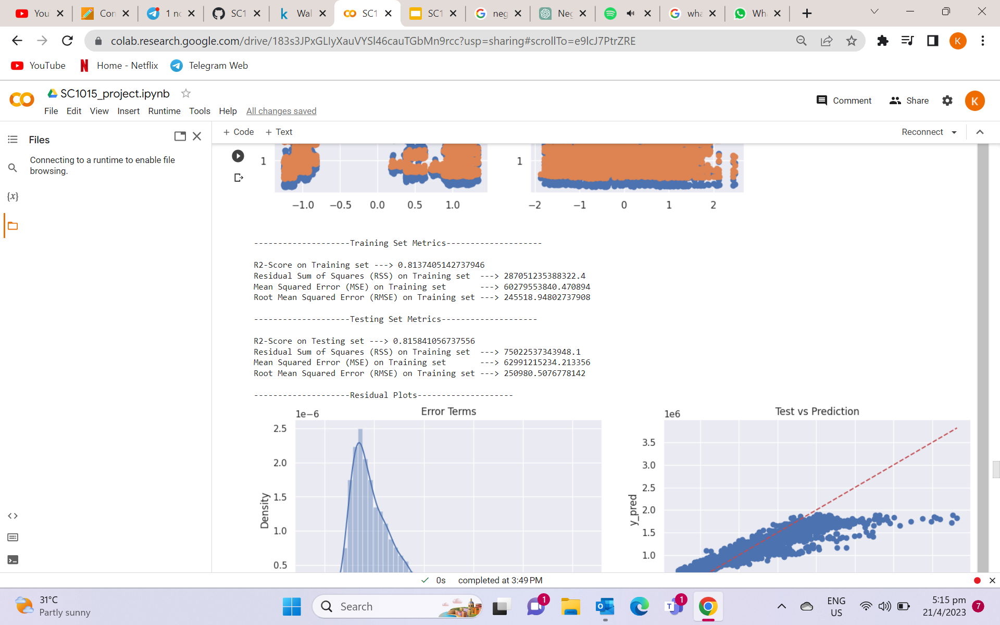 You
Con
1 nc
SC1
Wal
SC1
SC1
neg
Neg
wha
Wh
colab.research.google.com/drive/183s3JPxGLIyXauVYSl46cauTGbMn9rcc?usp=sharing#scrollTo=e9lcJ7PtrZRE
K
YouTube
Home - Netflix
Telegram Web
SC1015_project.ipynb
File Edit View Insert Runtime Tools Help All changes saved
Comment
Share
K
Files
Connecting to a runtime to enable file
browsing.
{x}
+ Code + Text
Reconnect
1
−1.0 −0.5 0.0 0.5 1.0
1
−2 −1 0 1 2
--------------------Training Set Metrics--------------------
R2-Score on Training set ---> 0.8137405142737946
Residual Sum of Squares (RSS) on Training set ---> 287051235388322.4
Mean Squared Error (MSE) on Training set ---> 60279553840.470894
Root Mean Squared Error (RMSE) on Training set ---> 245518.94802737908
--------------------Testing Set Metrics--------------------
R2-Score on Testing set ---> 0.815841056737556
Residual Sum of Squares (RSS) on Training set ---> 75022537343948.1
Mean Squared Error (MSE) on Training set ---> 62991215234.213356
Root Mean Squared Error (RMSE) on Training set ---> 250980.5076778142
--------------------Residual Plots--------------------
Error Terms
1e−6
2.5
2.0
1.5
1.0
0.5
Density
Test vs Prediction
1e6
3.5
3.0
2.5
2.0
1.5
1.0
y_pred
0s completed at 3:49 PM
31°C
Partly sunny
Search
1
1
ENG
US
5:15 pm
21/4/2023
7